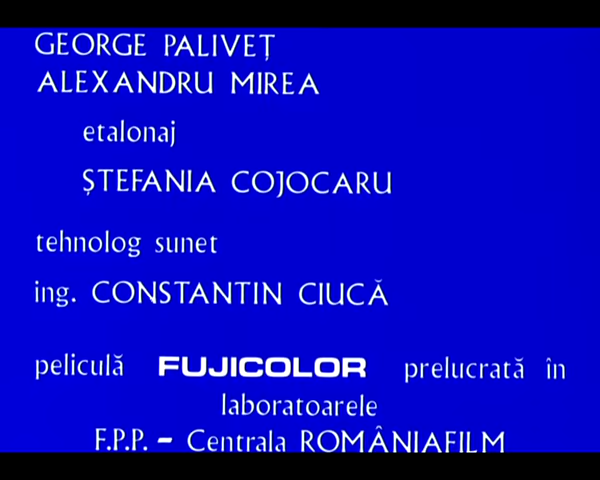 GEORGE PALIVEȚ
ALEXANDRU MIREA
etalonaj
ȘTEFANIA COJOCARU
tehnolog sunet
ing. CONSTANTIN CIUCĂ
peliculă FUJICOLOR prelucrată în
laboratoarele
F.P.P. – Centrala ROMÂNIAFILM